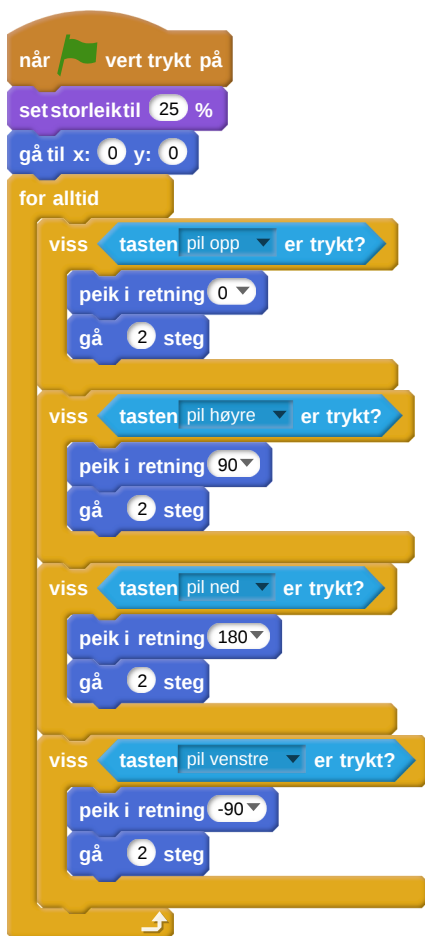 når vert trykt på
set storleik til 25 %
gå til x: 0 y: 0
for alltid
viss tasten pil opp er trykt?
peik i retning 0
gå 2 steg
viss tasten pil høyre er trykt?
peik i retning 90
gå 2 steg
viss tasten pil ned er trykt?
peik i retning 180
gå 2 steg
viss tasten pil venstre er trykt?
peik i retning -90
gå 2 steg